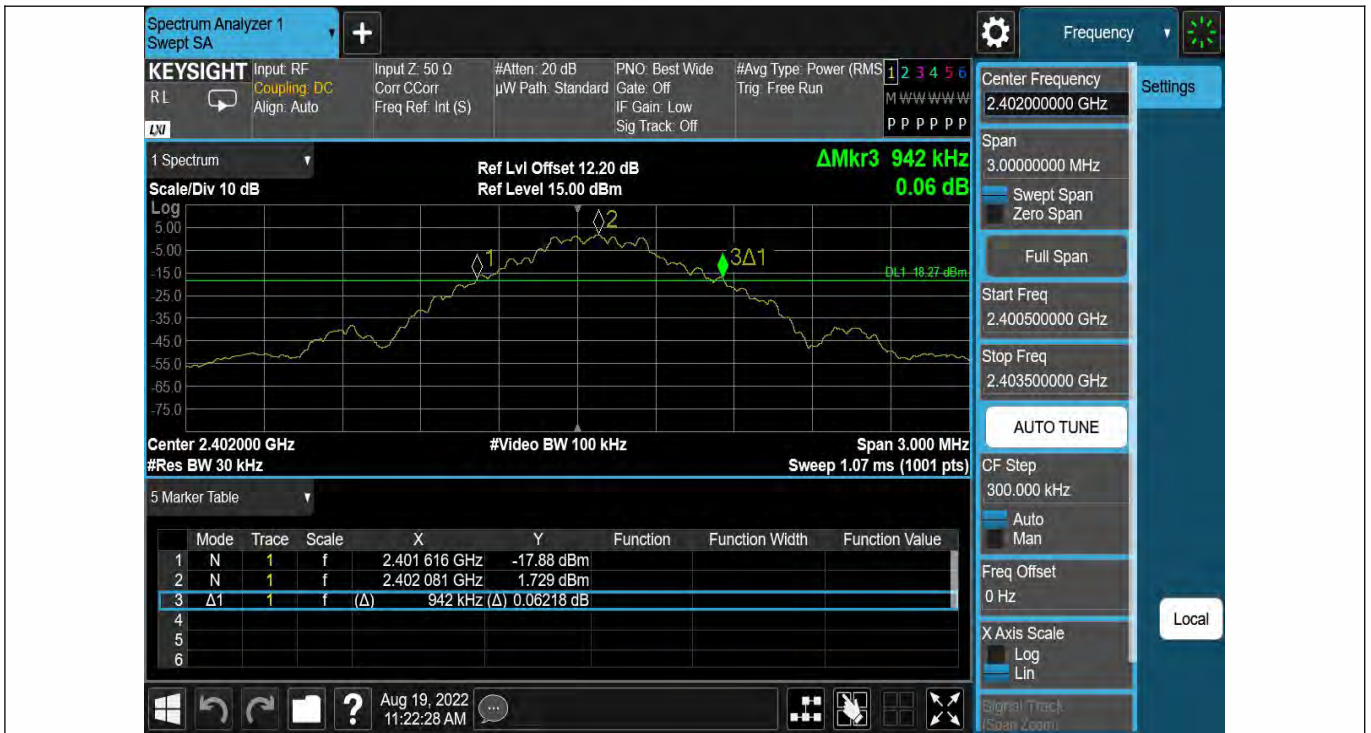 Spectrum Analyzer 1
Swept SA
+
Frequency
KEYSIGHT
RL
LXI
Input: RF
Coupling: DC
Align: Auto
Input Z: 50 Ω
Corr CCorr
Freq Ref: Int (S)
#Atten: 20 dB
µW Path: Standard
PNO: Best Wide
Gate: Off
IF Gain: Low
Sig Track: Off
#Avg Type: Power (RMS
Trig: Free Run
1 2 3 4 5 6
M W W W W W
P P P P P P
1 Spectrum
Scale/Div 10 dB
Ref Lvl Offset 12.20 dB
Ref Level 15.00 dBm
ΔMkr3 942 kHz
0.06 dB
Log
5.00
-5.00
-15.0
-25.0
-35.0
-45.0
-55.0
-65.0
-75.0
1
2
3Δ1
DL1 -18.27 dBm
Center 2.402000 GHz
#Video BW 100 kHz
Span 3.000 MHz
#Res BW 30 kHz
Sweep 1.07 ms (1001 pts)
5 Marker Table
Mode Trace Scale X Y Function Function Width Function Value
1 N 1 f 2.401 616 GHz -17.88 dBm
2 N 1 f 2.402 081 GHz 1.729 dBm
3 Δ1 1 f (Δ) 942 kHz (Δ) 0.06218 dB
4
5
6
?
Aug 19, 2022
11:22:28 AM
Center Frequency
2.402000000 GHz
Settings
Span
3.00000000 MHz
Swept Span
Zero Span
Full Span
Start Freq
2.400500000 GHz
Stop Freq
2.403500000 GHz
AUTO TUNE
CF Step
300.000 kHz
Auto
Man
Freq Offset
0 Hz
X Axis Scale
Log
Lin
Local
Signal Track
(Span Zoom)